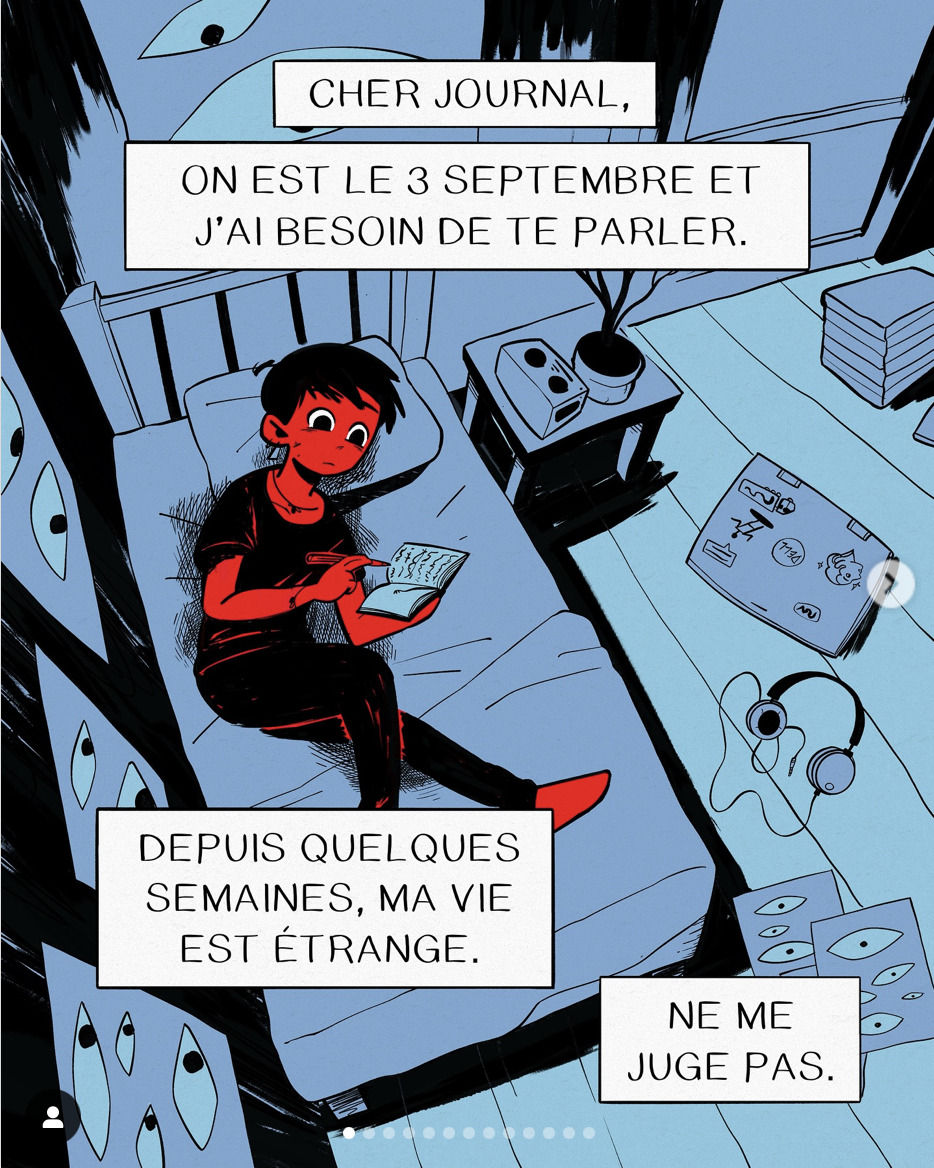 CHER JOURNAL,
ON EST LE 3 SEPTEMBRE ET
J'AI BESOIN DE TE PARLER.
DEPUIS QUELQUES
SEMAINES, MA VIE
EST ÉTRANGE.
NE ME
JUGE PAS.